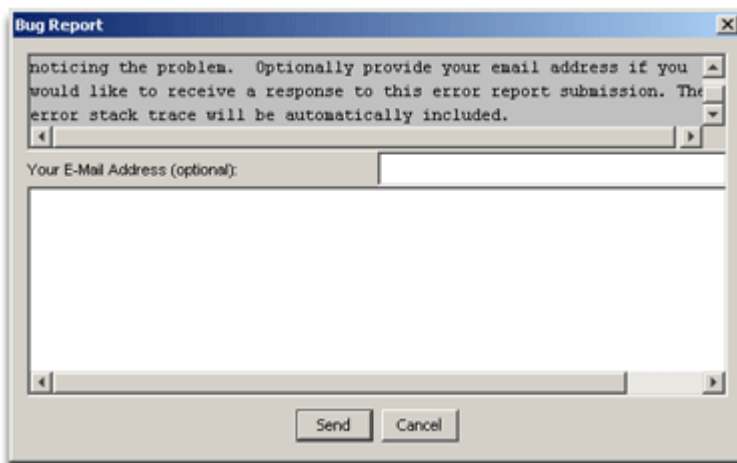 Bug Report
noticing the problem. Optionally provide your email address if you
would like to receive a response to this error report submission. The
error stack trace will be automatically included.
Your E-Mail Address (optional):
Send Cancel